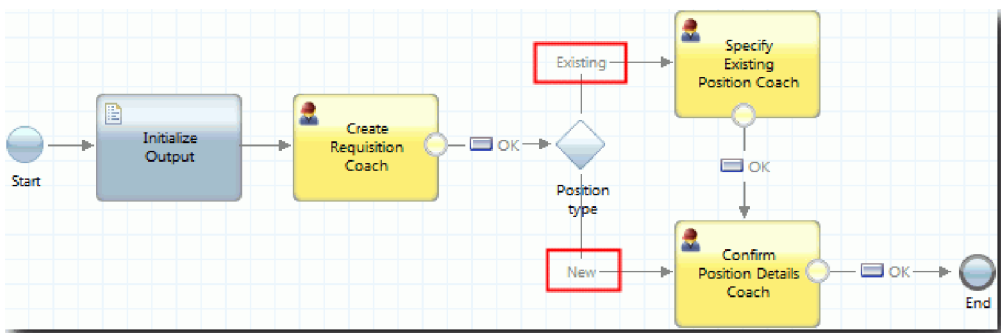 Start
Initialize
Output
Create
Requisition
Coach
OK
Position
type
Existing
New
Specify
Existing
Position Coach
OK
Confirm
Position Details
Coach
OK
End